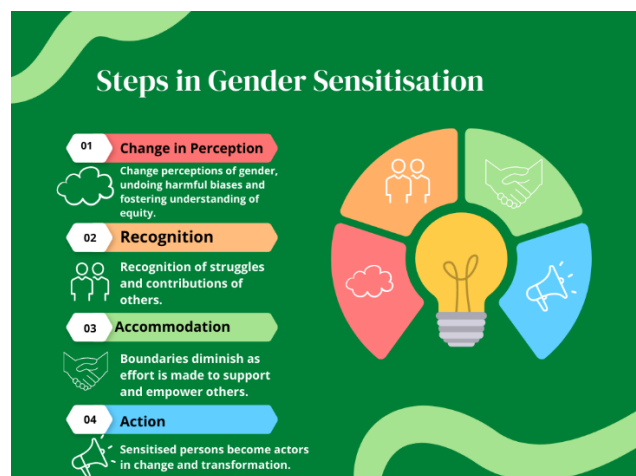 Steps in Gender Sensitisation
01
Change in Perception
Change perceptions of gender,
undoing harmful biases and
fostering understanding of
equity.
02
Recognition
Recognition of struggles
and contributions of
others.
03
Accommodation
Boundaries diminish as
effort is made to support
and empower others.
04
Action
Sensitised persons become actors
in change and transformation.